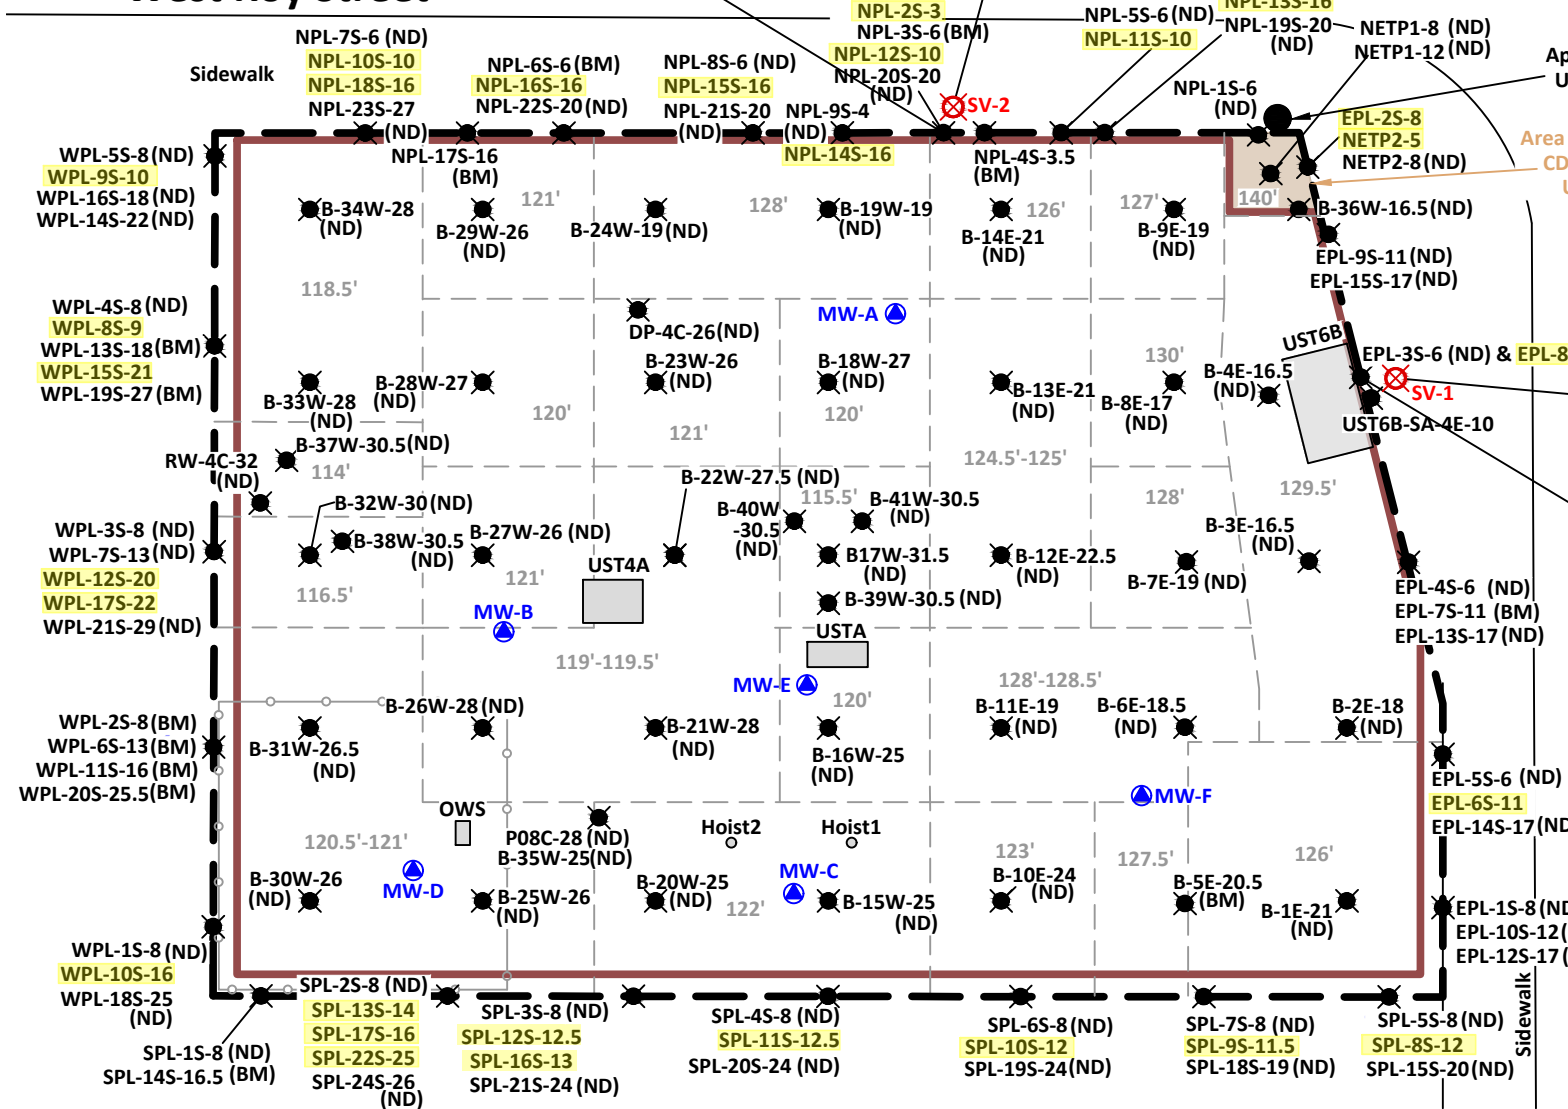 NPL-2S-3
NPL-3S-6 (BM)
NPL-12S-10
NPL-20S-20
(ND)
NPL-5S-6 (ND)
NPL-11S-10
NPL-19S-20
(ND)
NETP1-8 (ND)
NETP1-12 (ND)
NPL-7S-6 (ND)
NPL-10S-10
NPL-18S-16
NPL-23S-27
(ND)
Sidewalk
NPL-6S-6 (BM)
NPL-16S-16
NPL-22S-20 (ND)
NPL-8S-6 (ND)
NPL-15S-16
NPL-21S-20
(ND)
NPL-9S-4
(ND)
NPL-14S-16
SV-2
NPL-1S-6
(ND)
EPL-2S-8
NETP2-5
NETP2-8 (ND)
Area
NPL-17S-16
(BM)
NPL-4S-3.5
(BM)
WPL-5S-8 (ND)
WPL-9S-10
WPL-16S-18 (ND)
WPL-14S-22 (ND)
B-34W-28
(ND)
121'
B-29W-26
(ND)
B-24W-19 (ND)
128'
B-19W-19
(ND)
126'
B-14E-21
(ND)
127'
B-9E-19
(ND)
140'
B-36W-16.5 (ND)
EPL-9S-11 (ND)
EPL-15S-17 (ND)
118.5'
WPL-4S-8 (ND)
WPL-8S-9
WPL-13S-18 (BM)
WPL-15S-21
WPL-19S-27 (BM)
DP-4C-26 (ND)
MW-A
B-33W-28
(ND)
B-28W-27
(ND)
B-23W-26
(ND)
B-18W-27
(ND)
B-13E-21
(ND)
130'
B-8E-17
(ND)
B-4E-16.5
(ND)
UST6B
EPL-3S-6 (ND) & EPL-8
SV-1
UST6B-SA-4E-10
120'
121'
120'
B-37W-30.5 (ND)
RW-4C-32
(ND)
114'
124.5'-125'
B-22W-27.5 (ND)
115.5'
B-40W
-30.5
(ND)
B-41W-30.5
(ND)
128'
129.5'
WPL-3S-8 (ND)
WPL-7S-13 (ND)
WPL-12S-20
WPL-17S-22
WPL-21S-29 (ND)
B-32W-30 (ND)
B-38W-30.5
(ND)
B-27W-26 (ND)
UST4A
B17W-31.5
(ND)
B-12E-22.5
(ND)
B-3E-16.5
(ND)
B-7E-19 (ND)
116.5'
121'
MW-B
B-39W-30.5 (ND)
USTA
EPL-4S-6 (ND)
EPL-7S-11 (BM)
EPL-13S-17 (ND)
119'-119.5'
MW-E
120'
128'-128.5'
WPL-2S-8 (BM)
WPL-6S-13 (BM)
WPL-11S-16 (BM)
WPL-20S-25.5 (BM)
B-31W-26.5
(ND)
B-26W-28 (ND)
B-21W-28
(ND)
B-16W-25
(ND)
B-11E-19
(ND)
B-6E-18.5
(ND)
B-2E-18
(ND)
EPL-5S-6 (ND)
EPL-6S-11
EPL-14S-17 (ND
MW-F
OWS
P08C-28 (ND)
B-35W-25 (ND)
Hoist2
Hoist1
120.5'-121'
MW-D
MW-C
123'
127.5'
126'
B-30W-26
(ND)
B-25W-26
(ND)
B-20W-25
(ND)
122'
B-15W-25
(ND)
B-10E-24
(ND)
B-5E-20.5
(BM)
B-1E-21
(ND)
EPL-1S-8 (ND
EPL-10S-12 (
EPL-12S-17 (
WPL-1S-8 (ND)
WPL-10S-16
WPL-18S-25
(ND)
SPL-1S-8 (ND)
SPL-14S-16.5 (BM)
SPL-2S-8 (ND)
SPL-13S-14
SPL-17S-16
SPL-22S-25
SPL-24S-26
(ND)
SPL-3S-8 (ND)
SPL-12S-12.5
SPL-16S-13
SPL-21S-24 (ND)
SPL-4S-8 (ND)
SPL-11S-12.5
SPL-20S-24 (ND)
SPL-6S-8 (ND)
SPL-10S-12
SPL-19S-24 (ND)
SPL-7S-8 (ND)
SPL-9S-11.5
SPL-18S-19 (ND)
SPL-5S-8 (ND)
SPL-8S-12
SPL-15S-20 (ND)
Sidewalk